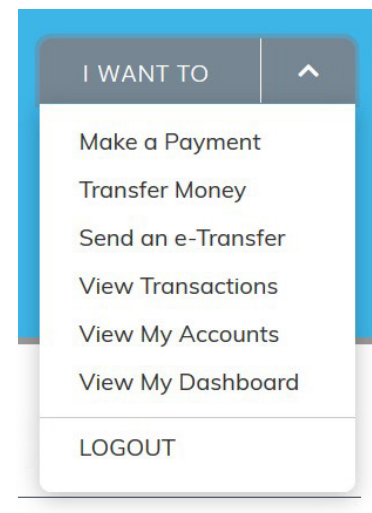 I WANT TO
Make a Payment
Transfer Money
Send an e-Transfer
View Transactions
View My Accounts
View My Dashboard
LOGOUT